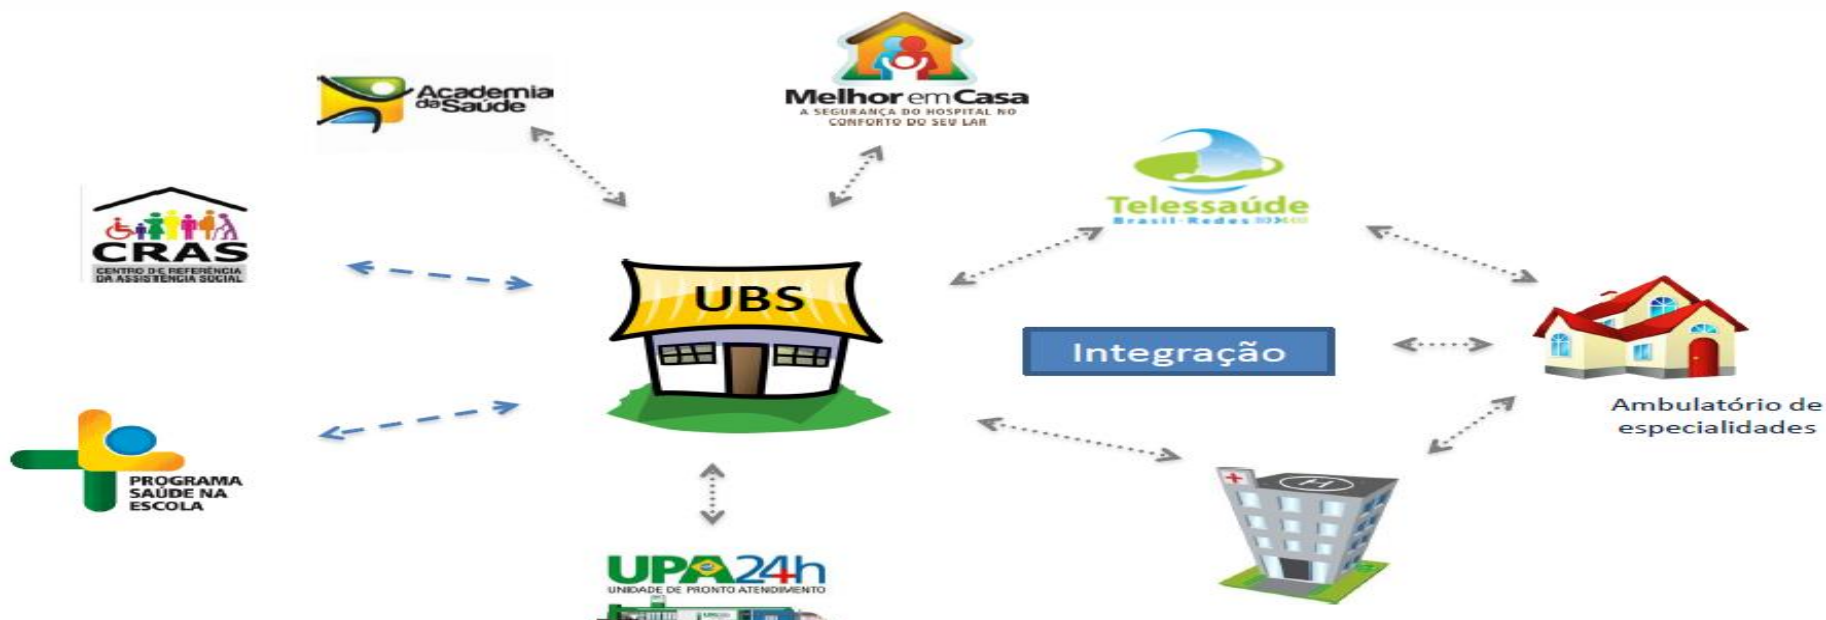 Melhor em Casa
A SEGURANÇA DO HOSPITAL NO
CONFORTO DO SEU LAR
Academia
da Saúde
Telessaúde
Brasil-Redes
CRAS
CENTRO DE REFERÊNCIA
DA ASSISTÊNCIA SOCIAL
UBS
Integração
Ambulatório de
especialidades
PROGRAMA
SAÚDE NA
ESCOLA
H
UPA24h
UNIDADE DE PRONTO ATENDIMENTO